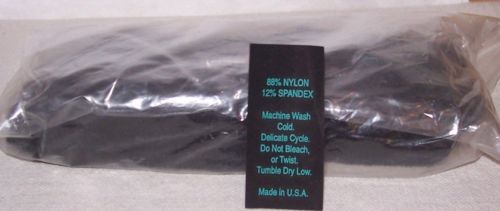 88% NYLON
12% SPANDEX
Machine Wash
Cold.
Delicate Cycle.
Do Not Bleach,
or Twist.
Tumble Dry Low.
Made in U.S.A.